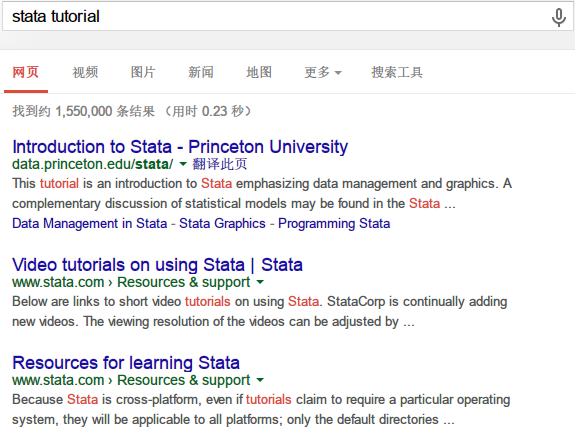 stata tutorial
网页 视频 图片 新闻 地图 更多 搜索工具
找到约 1,550,000 条结果 （用时 0.23 秒）
Introduction to Stata - Princeton University
data.princeton.edu/stata/ 翻译此页
This tutorial is an introduction to Stata emphasizing data management and graphics. A
complementary discussion of statistical models may be found in the Stata ...
Data Management in Stata - Stata Graphics - Programming Stata
Video tutorials on using Stata | Stata
www.stata.com › Resources & support
Below are links to short video tutorials on using Stata. StataCorp is continually adding
new videos. The viewing resolution of the videos can be adjusted by ...
Resources for learning Stata
www.stata.com › Resources & support
Because Stata is cross-platform, even if tutorials claim to require a particular operating
system, they will be applicable to all platforms; only the default directories ...